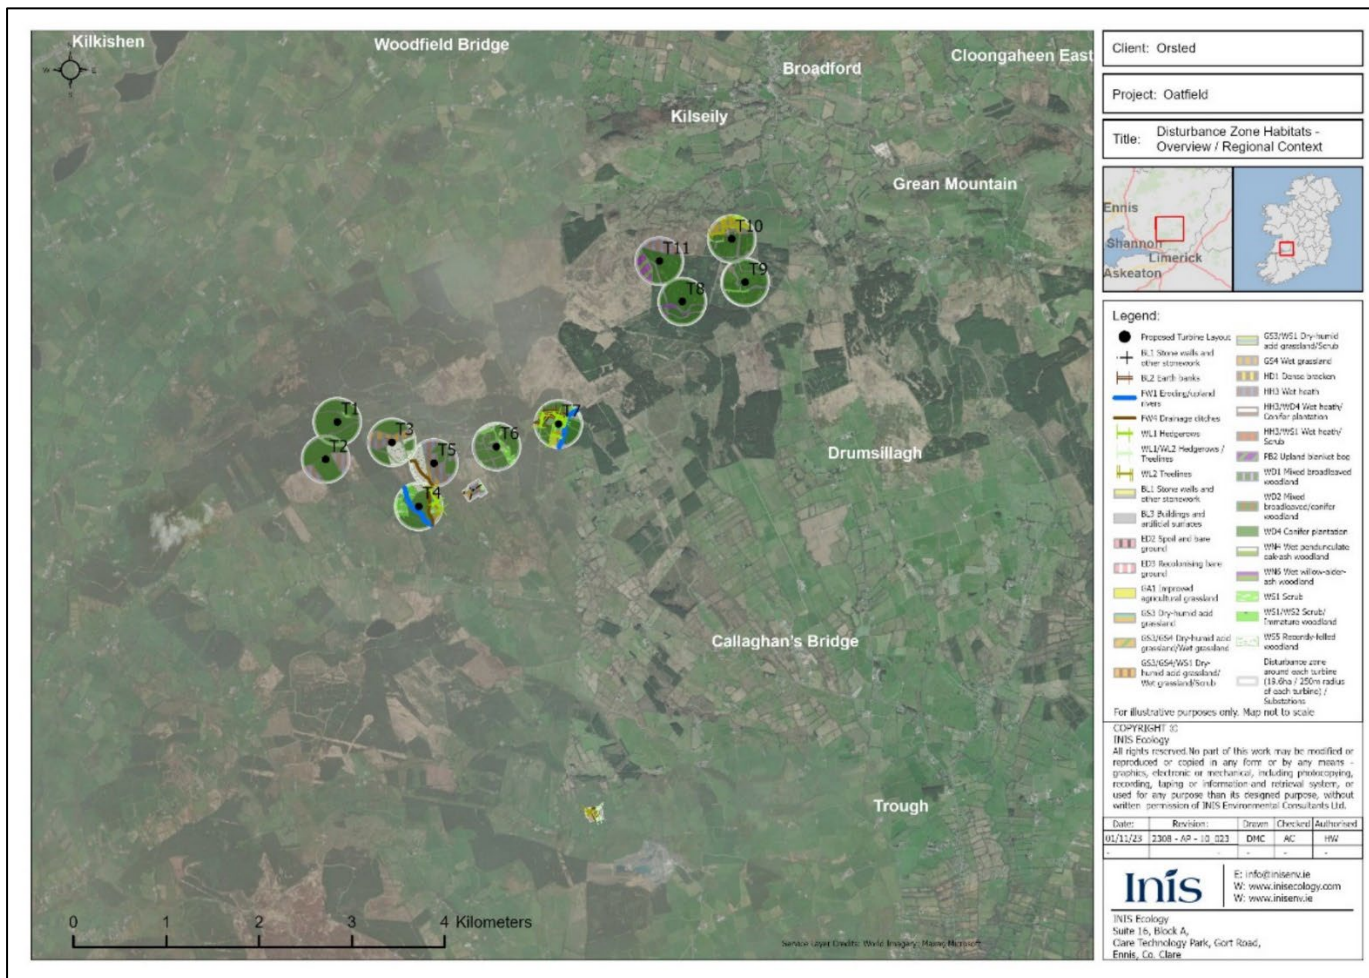 Kilkishen
Woodfield Bridge
Broadford
Cloongaheen East
Kilseily
Grean Mountain
T10
T11
T9
T8
T1
T7
T3
T6
T2
T5
T4
Drumsillagh
Callaghan's Bridge
Trough
0 1 2 3 4 Kilometers
Service Layer Credits: World Imagery: Maxar, Microsoft
Client: Orsted
Project: Oatfield
Title: Disturbance Zone Habitats -
Overview / Regional Context
Ennis
Shannon
Limerick
Askeaton
Legend:
Proposed Turbine Layout
BL1 Stone walls and
other stonework
BL2 Earth banks
FW1 Eroding/upland
rivers
FW4 Drainage ditches
WL1 Hedgerows
WL1/WL2 Hedgerows /
Treelines
WL2 Treelines
BL1 Stone walls and
other stonework
BL3 Buildings and
artificial surfaces
ED2 Spoil and bare
ground
ED3 Recolonising bare
ground
GA1 Improved
agricultural grassland
GS3 Dry-humid acid
grassland
GS3/GS4 Dry-humid acid
grassland/Wet grassland
GS3/GS4/WS1 Dry-
humid acid grassland/
Wet grassland/Scrub
GS3/WS1 Dry-humid
acid grassland/Scrub
GS4 Wet grassland
HD1 Dense bracken
HH3 Wet heath
HH3/WD4 Wet heath/
Conifer plantation
HH3/WS1 Wet heath/
Scrub
PB2 Upland blanket bog
WD1 Mixed broadleaved
woodland
WD2 Mixed
broadleaved/conifer
woodland
WD4 Conifer plantation
WN4 Wet pendunculate
oak-ash woodland
WN6 Wet willow-alder-
ash woodland
WS1 Scrub
WS1/WS2 Scrub/
Immature woodland
WS5 Recently-felled
woodland
Disturbance zone
around each turbine
(19.6ha / 250m radius
of each turbine) /
Substations
For illustrative purposes only. Map not to scale
COPYRIGHT ©
INIS Ecology
All rights reserved.No part of this work may be modified or
reproduced or copied in any form or by any means -
graphics, electronic or mechanical, including photocopying,
recording, taping or information and retrieval system, or
used for any purpose than its designed purpose, without
written permission of INIS Environmental Consultants Ltd.
Date: Revision: Drawn Checked Authorised
01/11/23 2308 - AP - 10_023 DMC AC HW
- - - - -
Inis
E: info@inisenv.ie
W: www.inisecology.com
W: www.inisenv.ie
INIS Ecology
Suite 16, Block A,
Clare Technology Park, Gort Road,
Ennis, Co. Clare